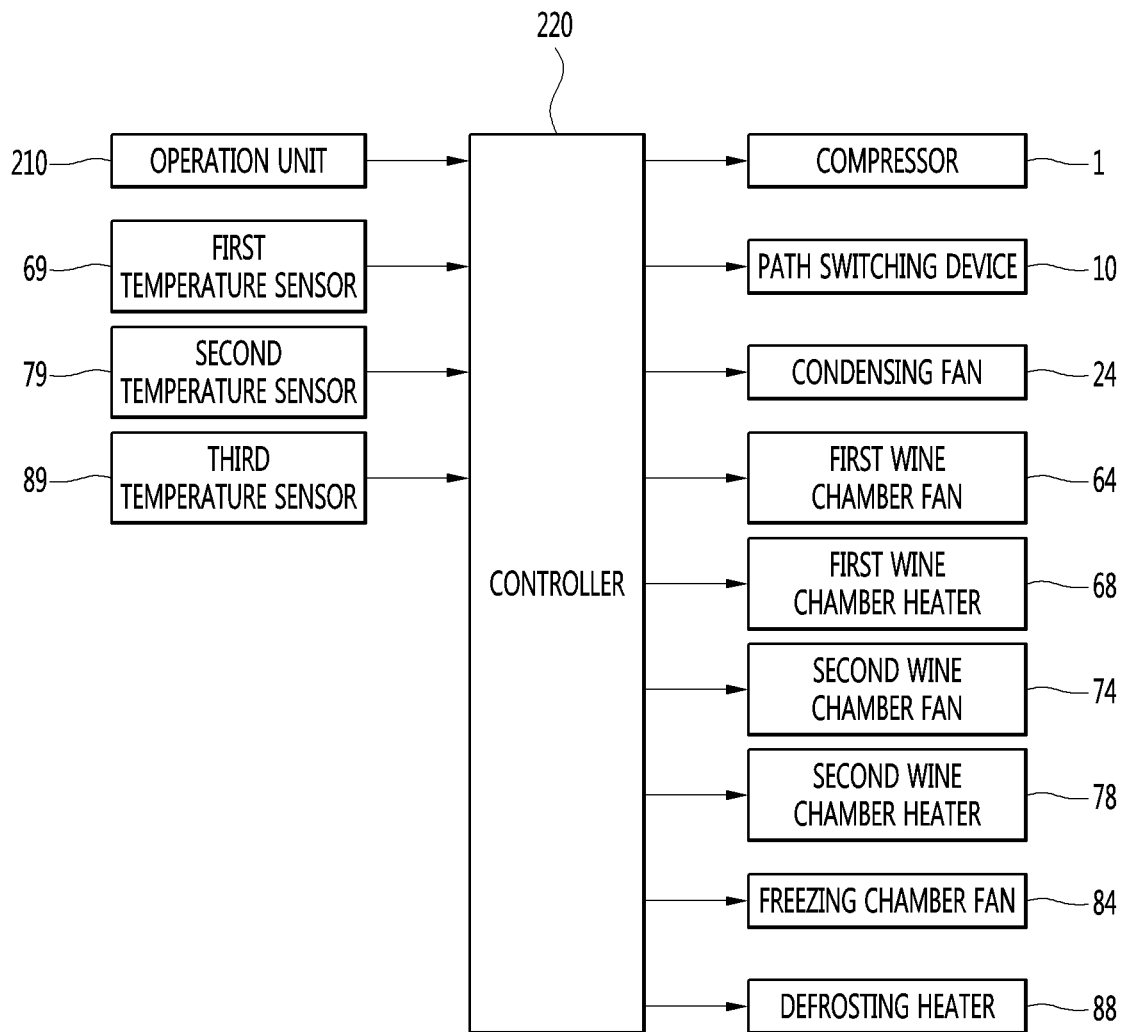 220
210
OPERATION UNIT
COMPRESSOR
1
69
FIRST
TEMPERATURE SENSOR
PATH SWITCHING DEVICE
10
79
SECOND
TEMPERATURE SENSOR
CONDENSING FAN
24
89
THIRD
TEMPERATURE SENSOR
FIRST WINE
CHAMBER FAN
64
CONTROLLER
FIRST WINE
CHAMBER HEATER
68
SECOND WINE
CHAMBER FAN
74
SECOND WINE
CHAMBER HEATER
78
FREEZING CHAMBER FAN
84
DEFROSTING HEATER
88